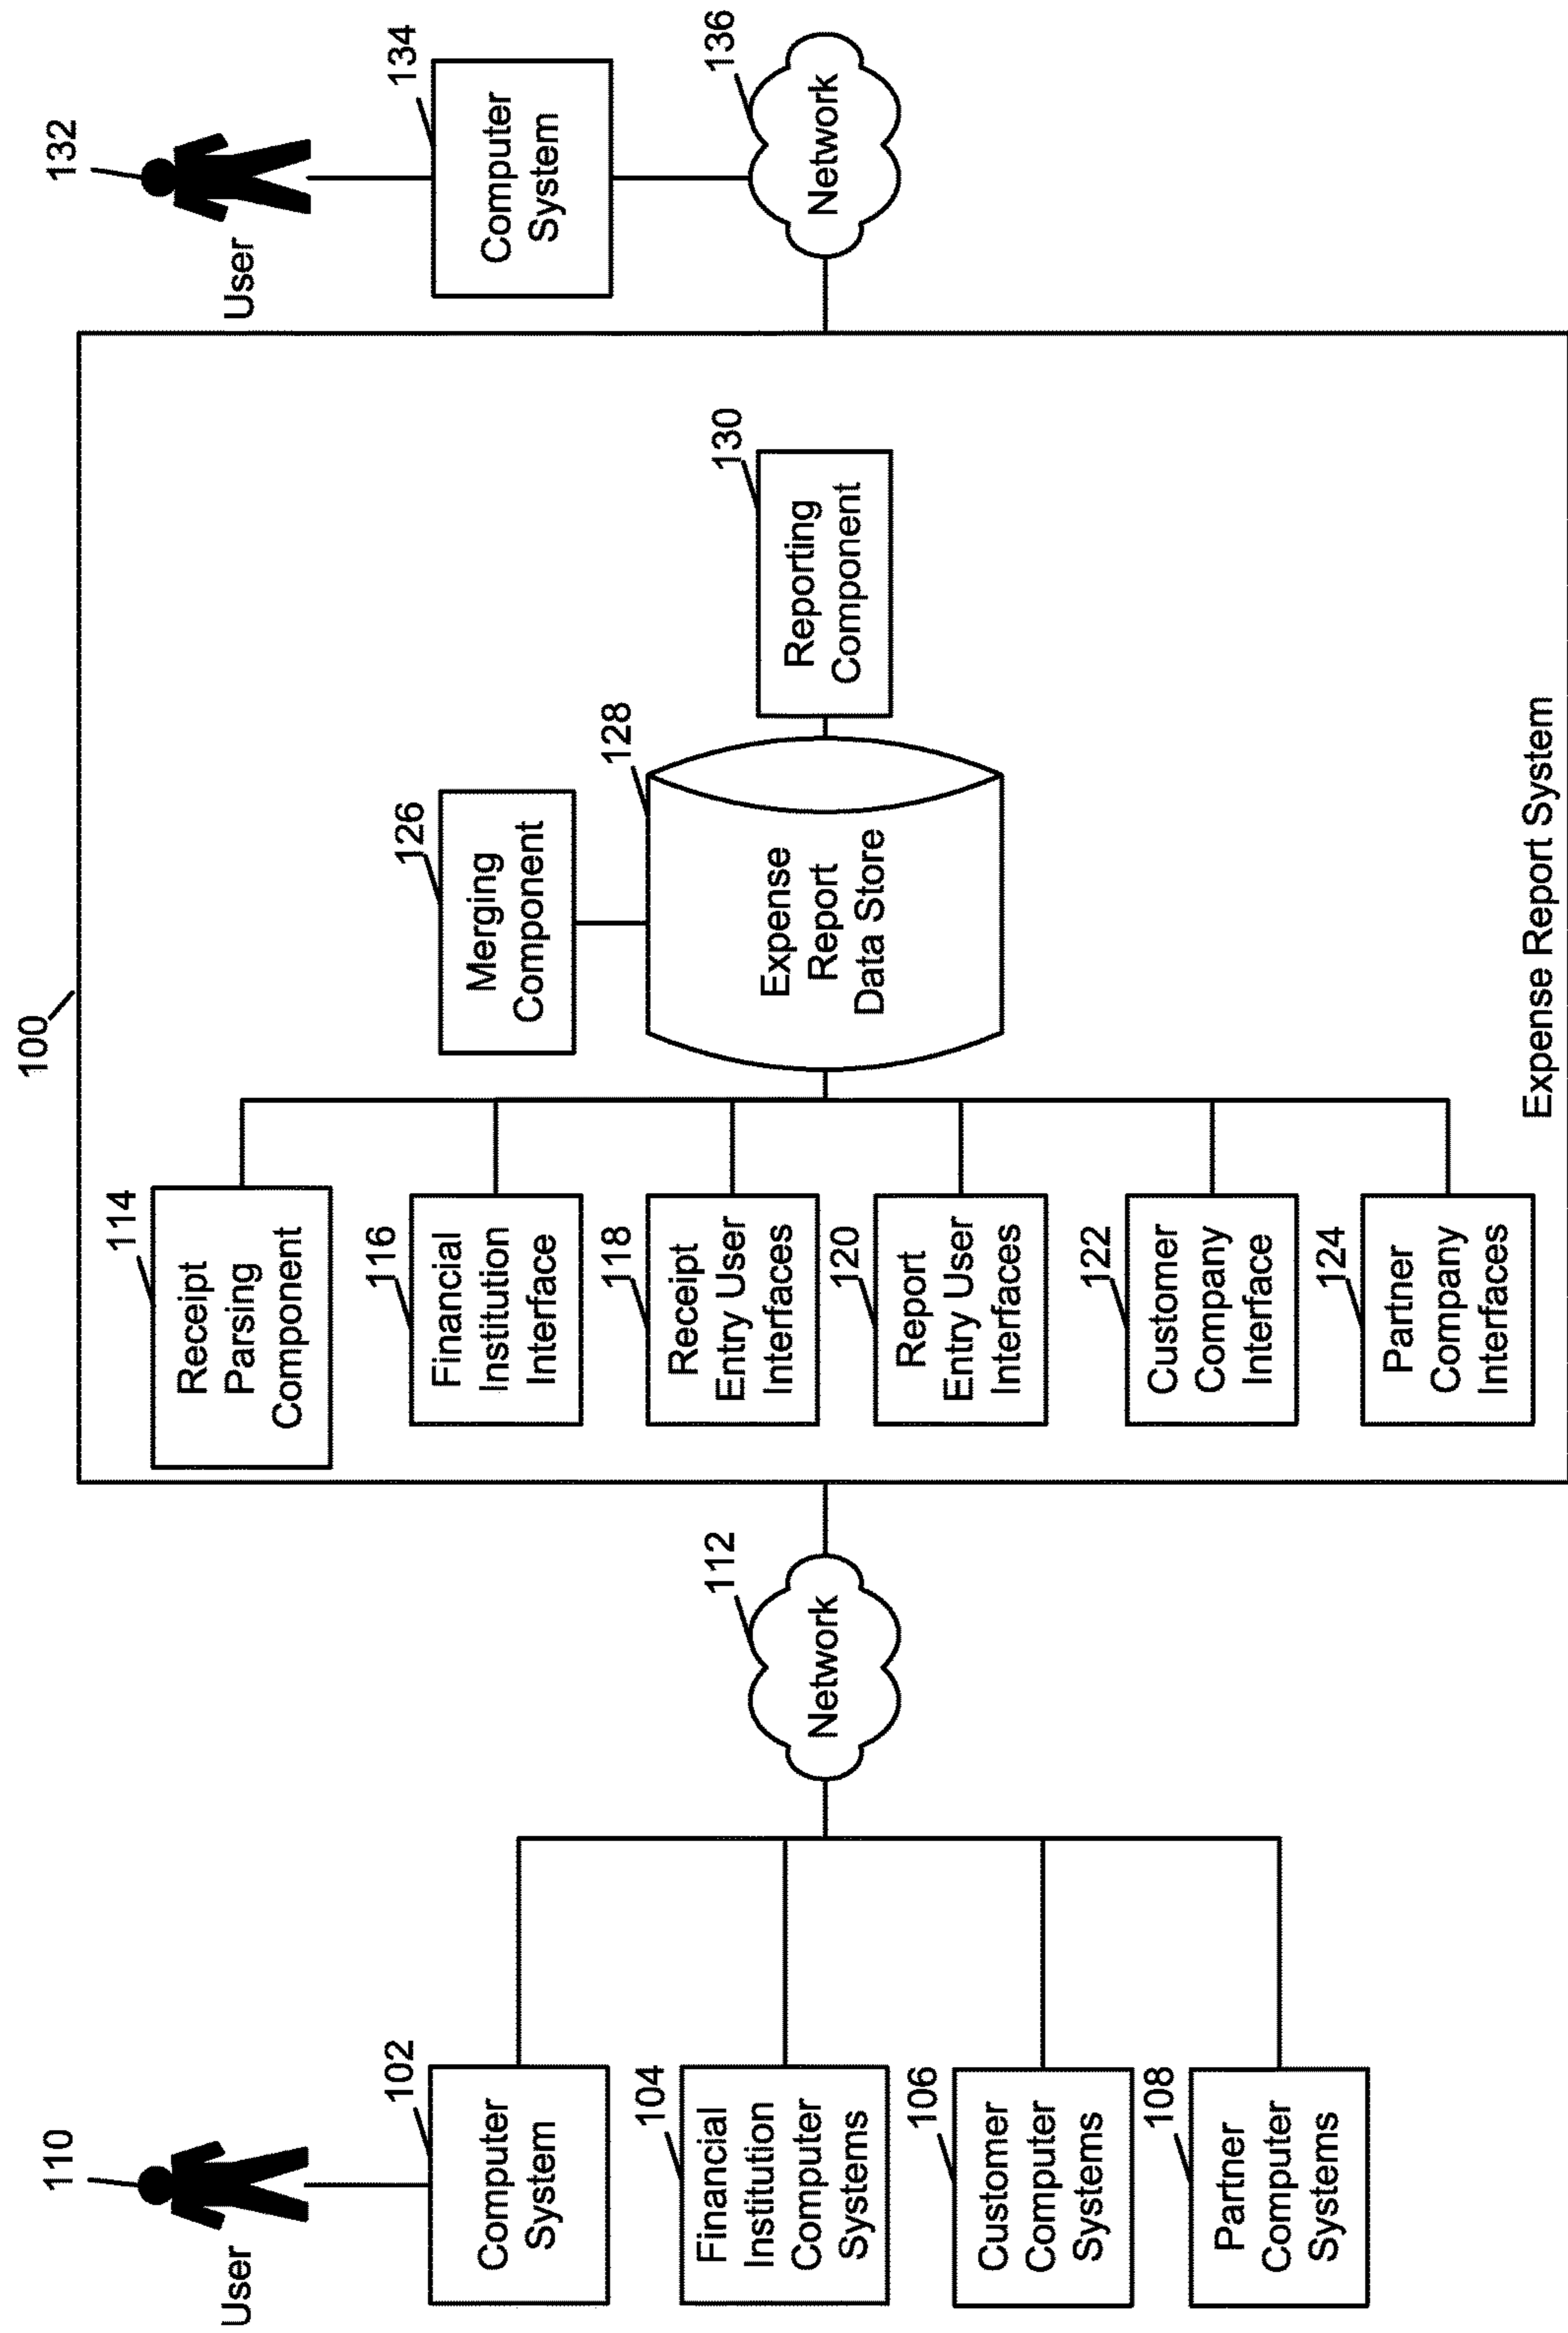 110
User
102
Computer
System
104
Financial
Institution
Computer
Systems
106
Customer
Computer
Systems
108
Partner
Computer
Systems
112
Network
100
114
Receipt
Parsing
Component
116
Financial
Institution
Interface
118
Receipt
Entry User
Interfaces
120
Report
Entry User
Interfaces
122
Customer
Company
Interface
124
Partner
Company
Interfaces
126
Merging
Component
128
Expense
Report
Data Store
130
Reporting
Component
Expense Report System
132
User
134
Computer
System
136
Network